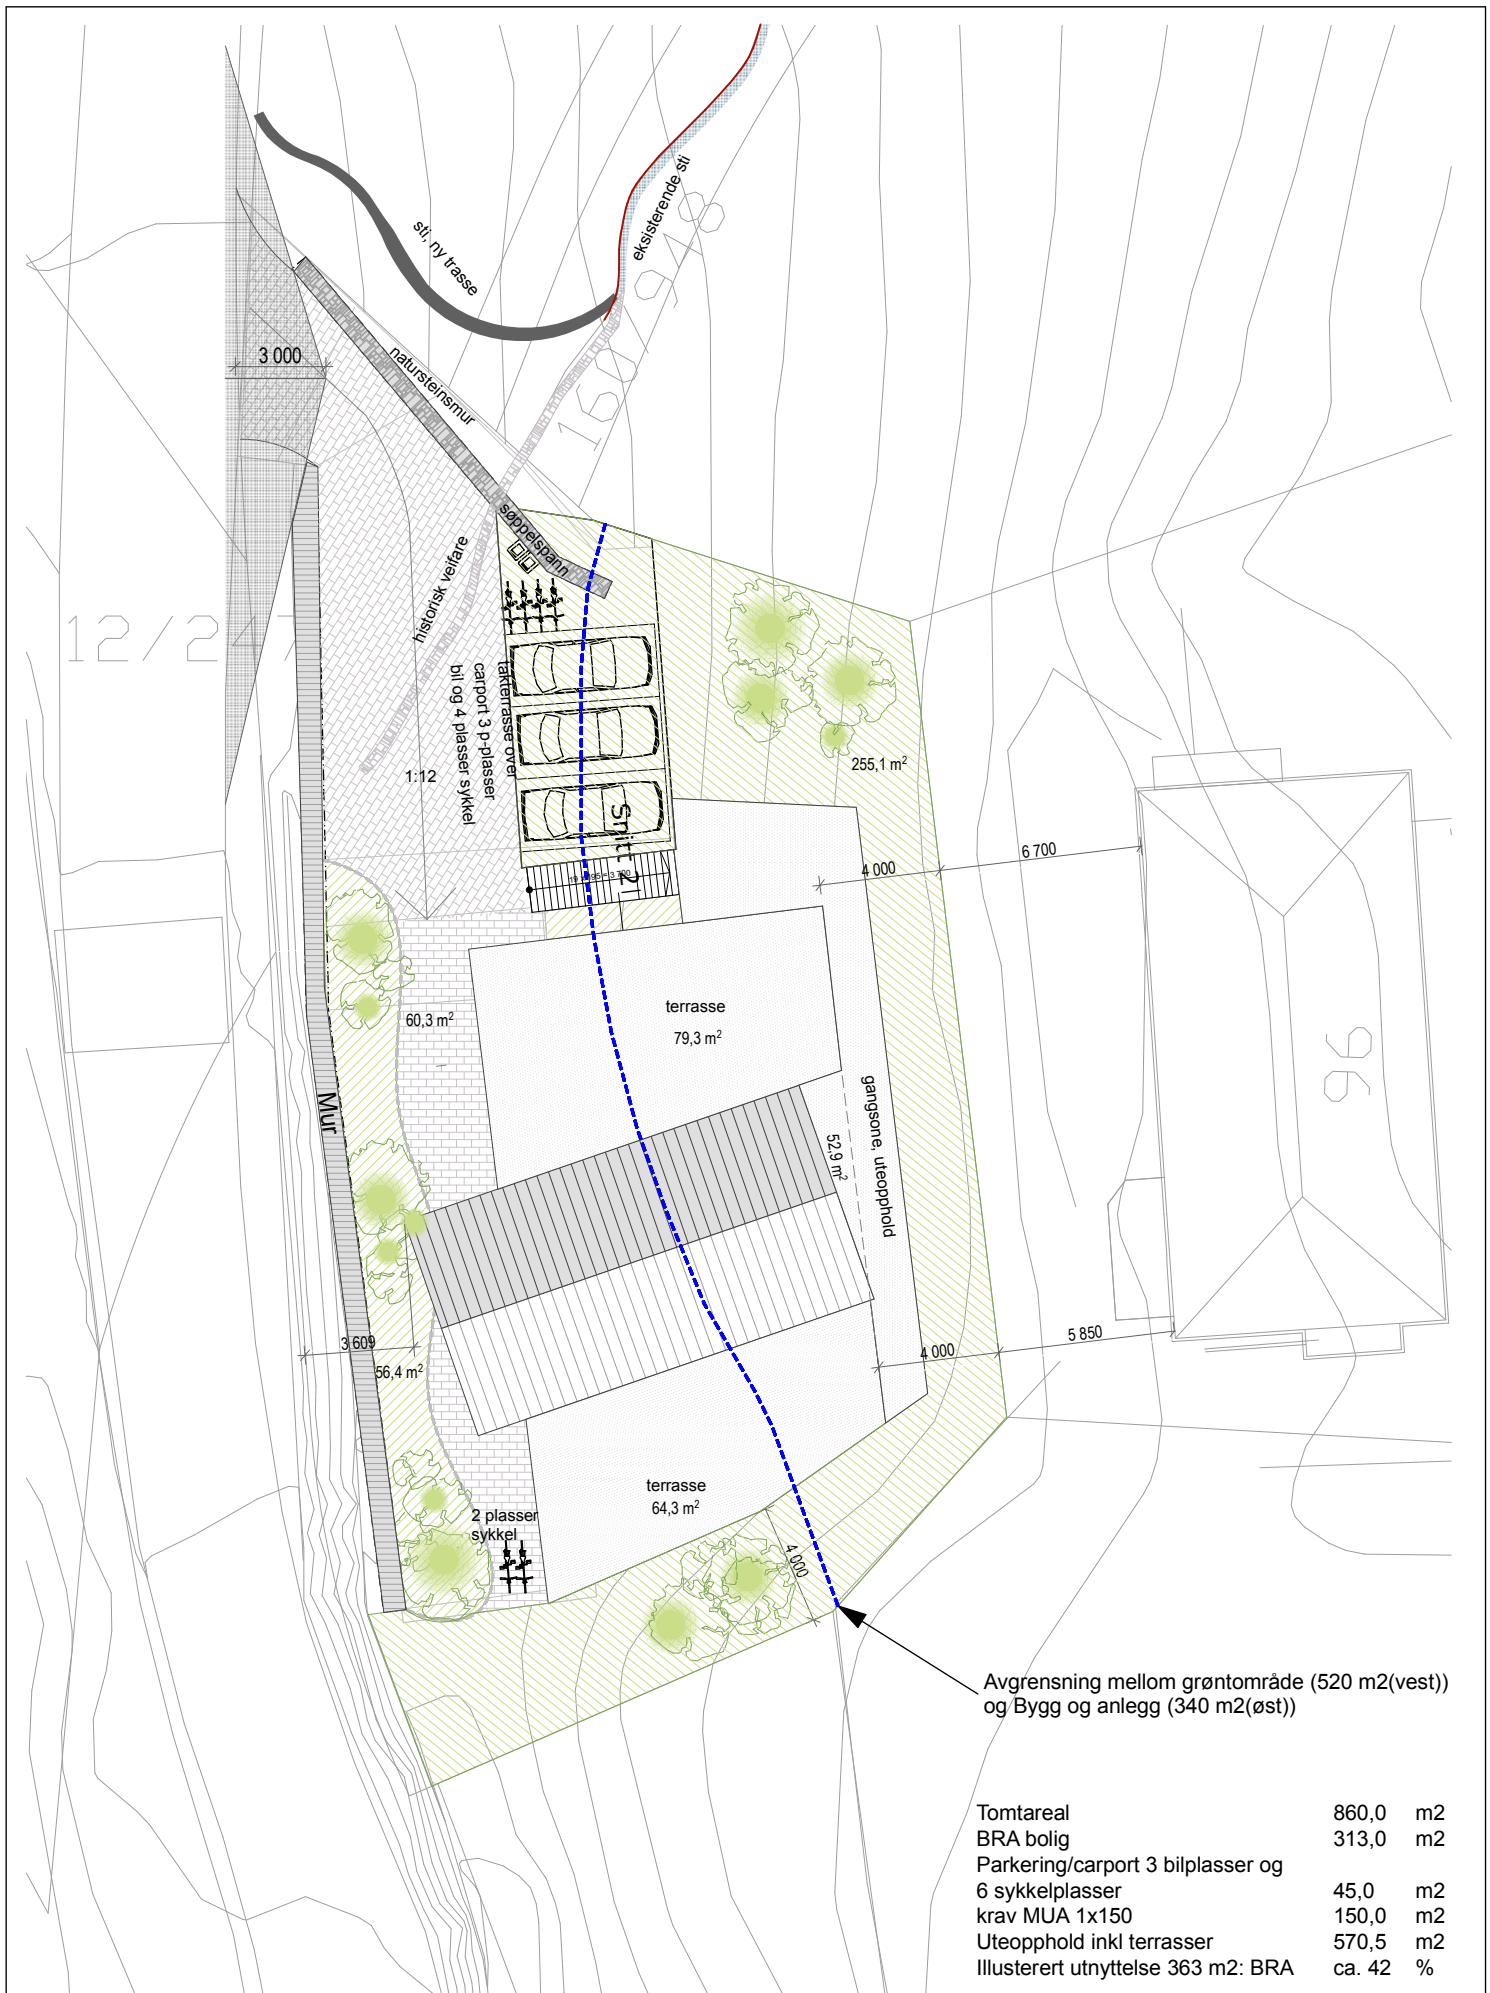 eksisterende sti
sti, ny trasse
160/78
3 000
natursteinsmur
søppelspann
historisk veifare
12/247
takterrasse over
carport 3 p-plasser
bil og 4 plasser sykkel
1:12
255,1 m2
Snitt 2
6 700
4 000
terrasse
79,3 m2
60,3 m2
Mur
gangsone, uteopphold
52,9 m2
96
3 609
56,4 m2
4 000
5 850
terrasse
64,3 m2
2 plasser
sykkel
4 000
Avgrensning mellom grøntområde (520 m2(vest))
og Bygg og anlegg (340 m2(øst))
Tomtareal 860,0 m2
BRA bolig 313,0 m2
Parkering/carport 3 bilplasser og
6 sykkelplasser 45,0 m2
krav MUA 1x150 150,0 m2
Uteopphold inkl terrasser 570,5 m2
Illusterert utnyttelse 363 m2: BRA ca. 42 %